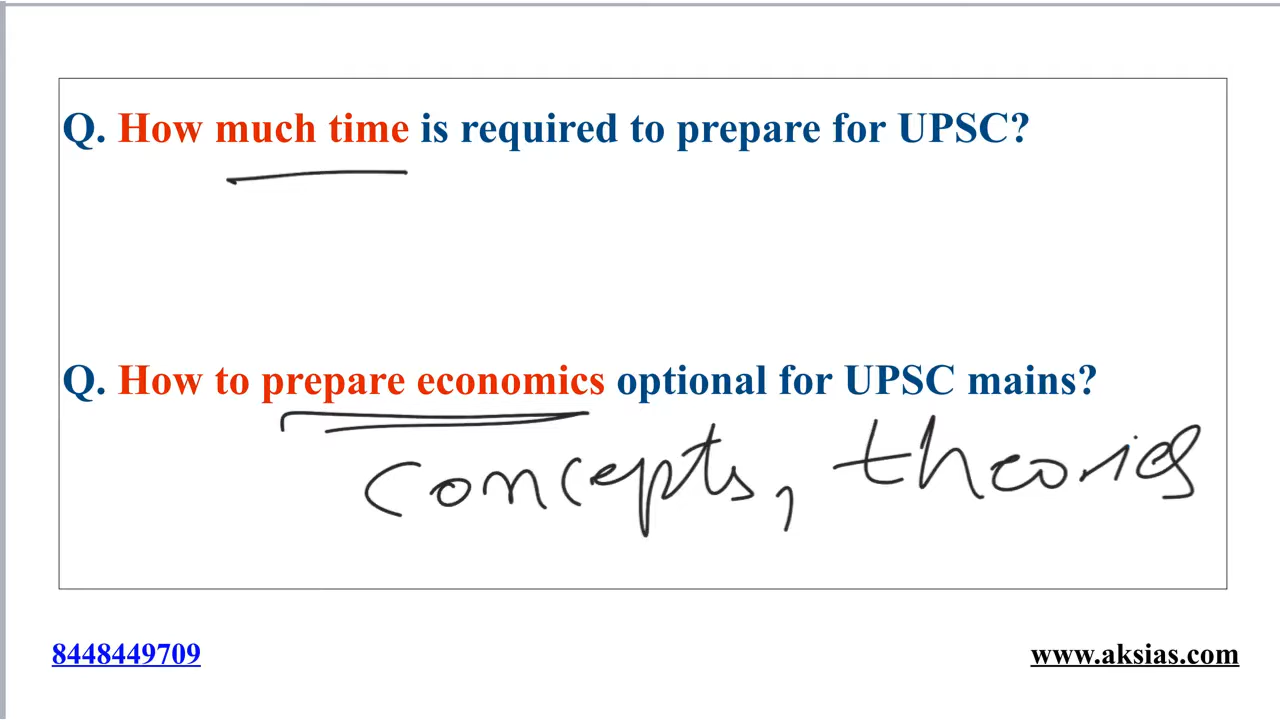 Q. How much time is required to prepare for UPSC?
Q. How to prepare economics optional for UPSC mains?
concepts, theories
8448449709
www.aksias.com